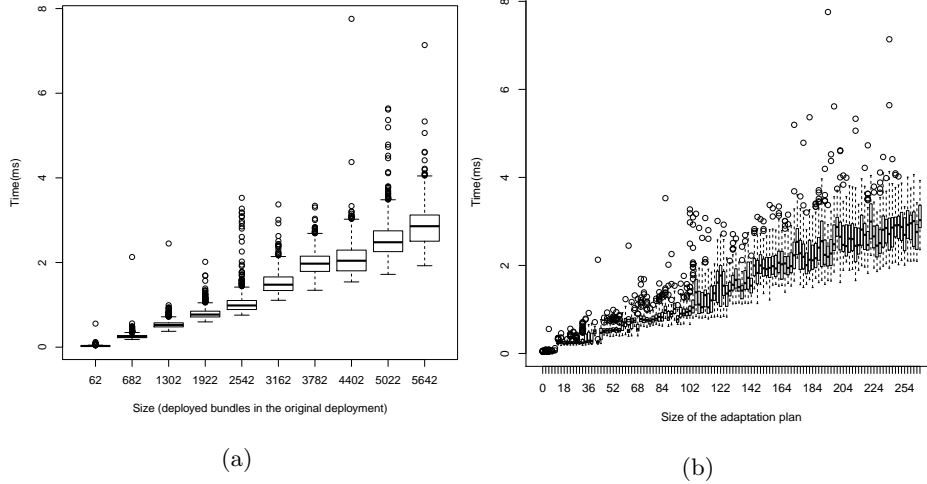 8
6
4
2
0
Time(ms)
62 682 1302 1922 2542 3162 3782 4402 5022 5642
Size (deployed bundles in the original deployment)
(a)
8
6
4
2
0
Time(ms)
0 18 36 52 68 84 102 122 142 164 184 204 224 254
Size of the adaptation plan
(b)